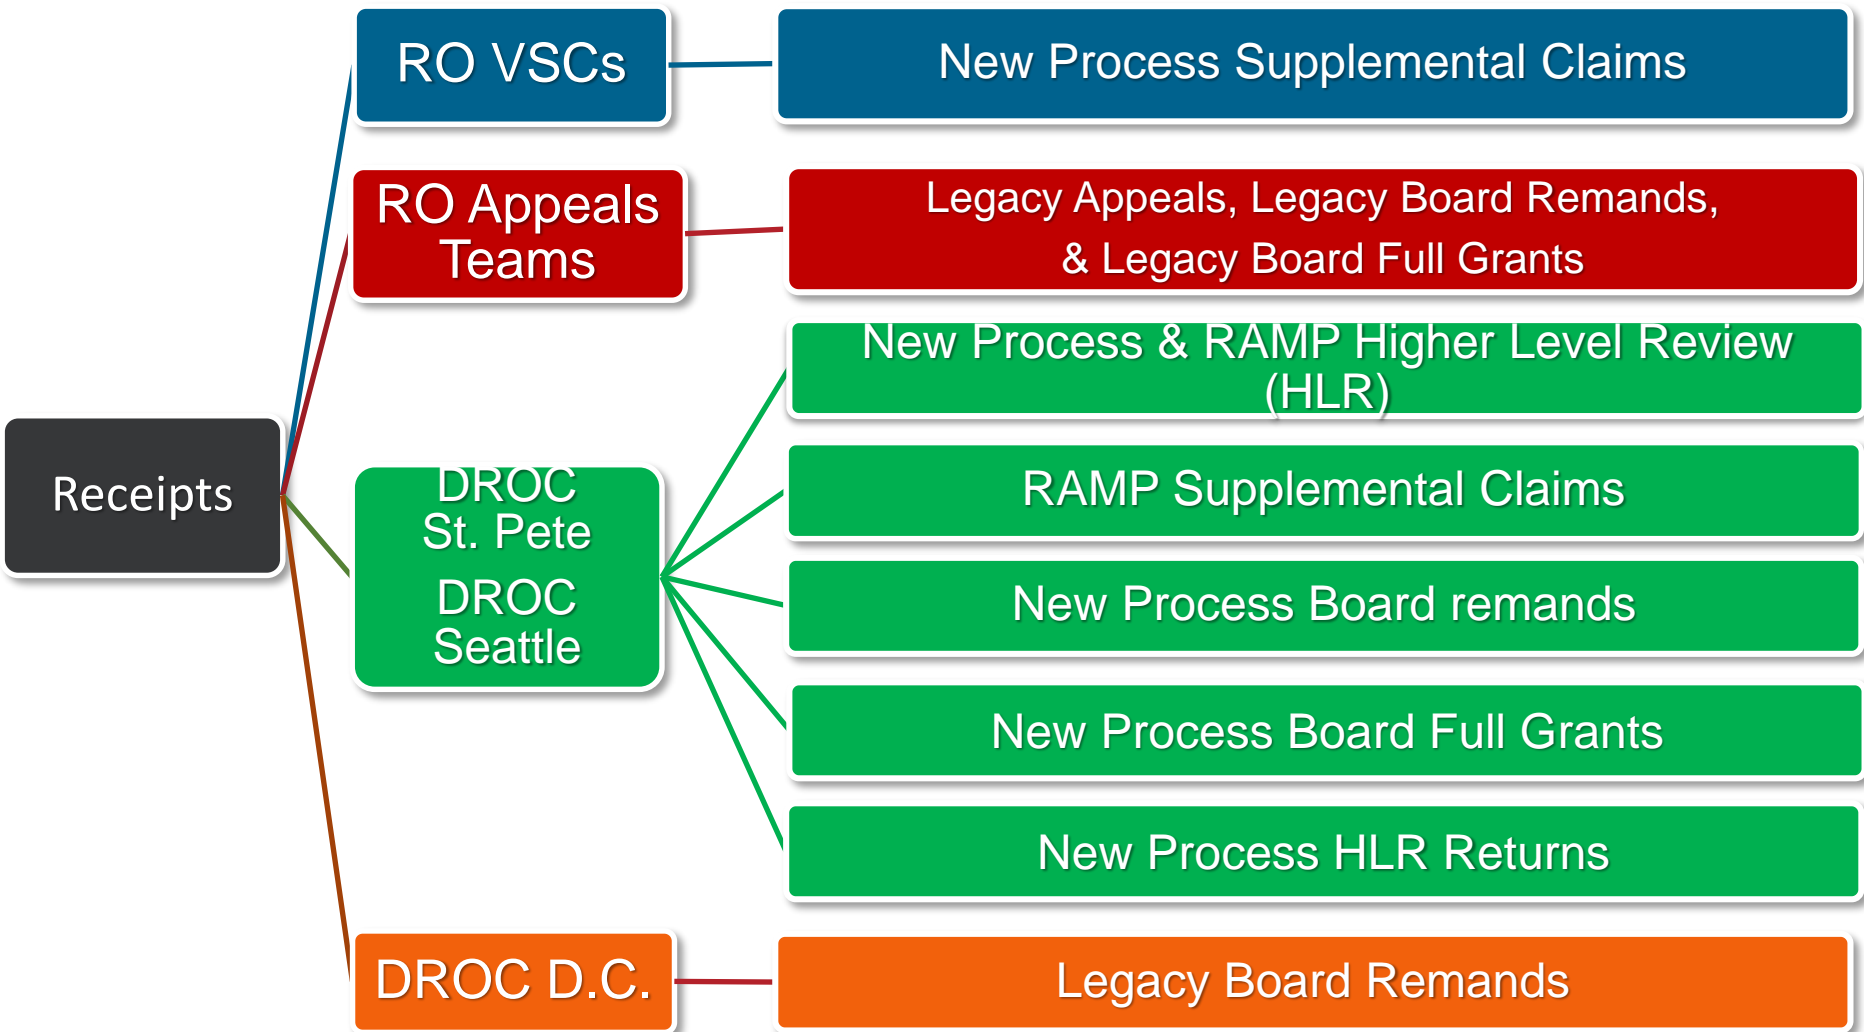 RO VSCs
New Process Supplemental Claims
RO Appeals
Teams
Legacy Appeals, Legacy Board Remands,
& Legacy Board Full Grants
Receipts
DROC
St. Pete
DROC
Seattle
New Process & RAMP Higher Level Review
(HLR)
RAMP Supplemental Claims
New Process Board remands
New Process Board Full Grants
New Process HLR Returns
DROC D.C.
Legacy Board Remands